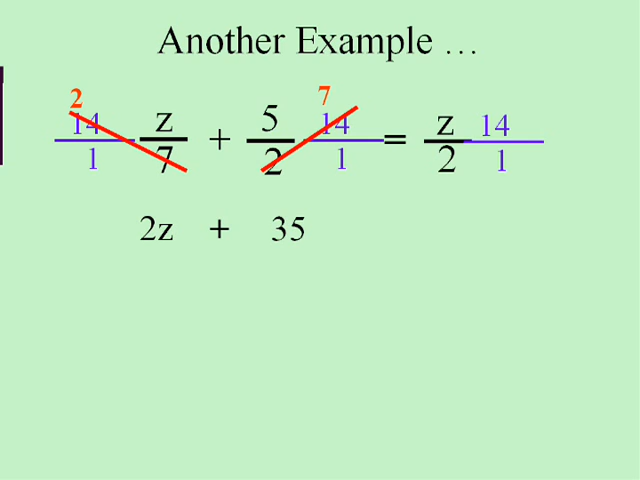 Another Example …
2 7
14 z 5 14 z 14
+ =
1 7 2 1 2 1
2z + 35